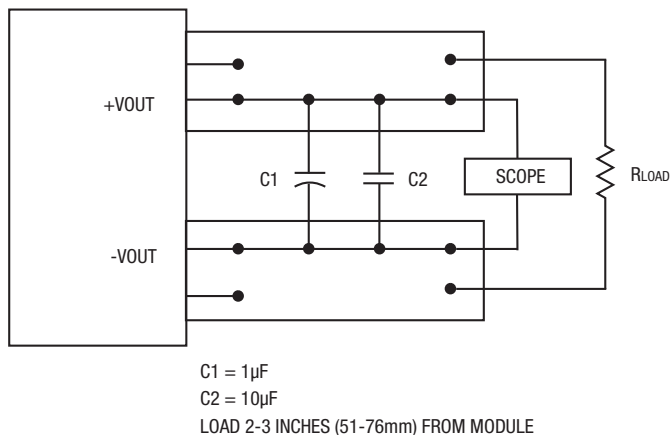 +VOUT
C1
C2
SCOPE
RLOAD
-VOUT
C1 = 1µF
C2 = 10µF
LOAD 2-3 INCHES (51-76mm) FROM MODULE